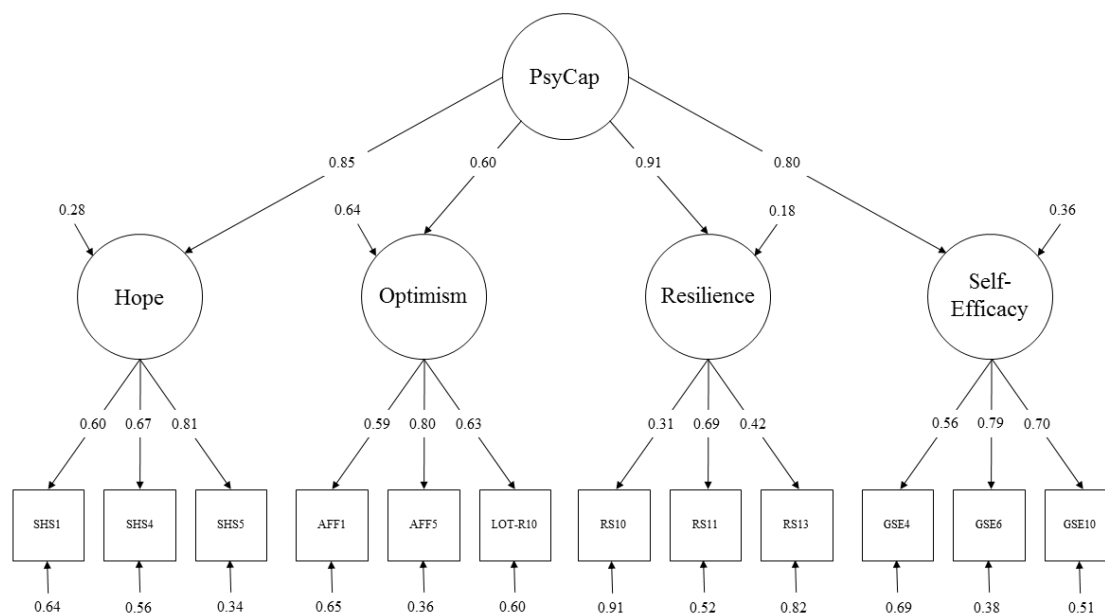 PsyCap
0.85
0.60
0.91
0.80
0.28
0.64
0.18
0.36
Hope
Optimism
Resilience
Self-
Efficacy
0.60
0.67
0.81
0.59
0.80
0.63
0.31
0.69
0.42
0.56
0.79
0.70
SHS1
SHS4
SHS5
AFF1
AFF5
LOT-R10
RS10
RS11
RS13
GSE4
GSE6
GSE10
0.64
0.56
0.34
0.65
0.36
0.60
0.91
0.52
0.82
0.69
0.38
0.51